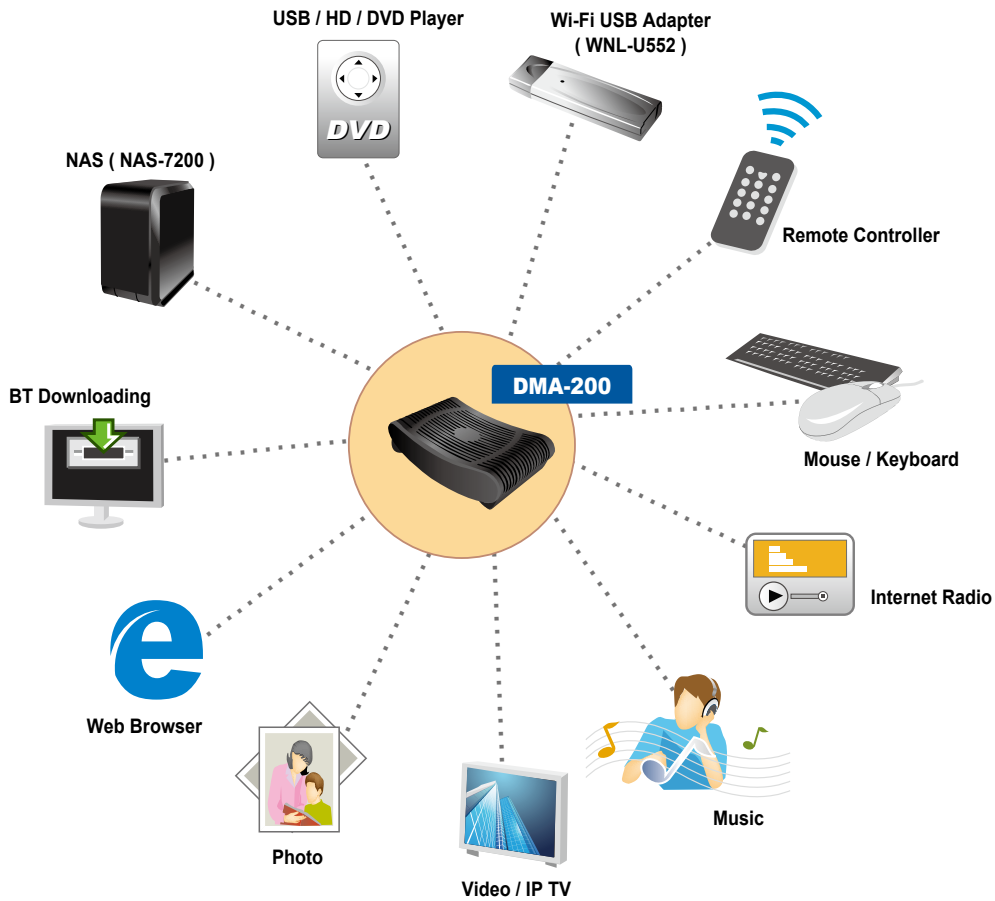 USB / HD / DVD Player
Wi-Fi USB Adapter
( WNL-U552 )
DVD
NAS ( NAS-7200 )
Remote Controller
DMA-200
BT Downloading
Mouse / Keyboard
Internet Radio
Web Browser
Music
Photo
Video / IP TV